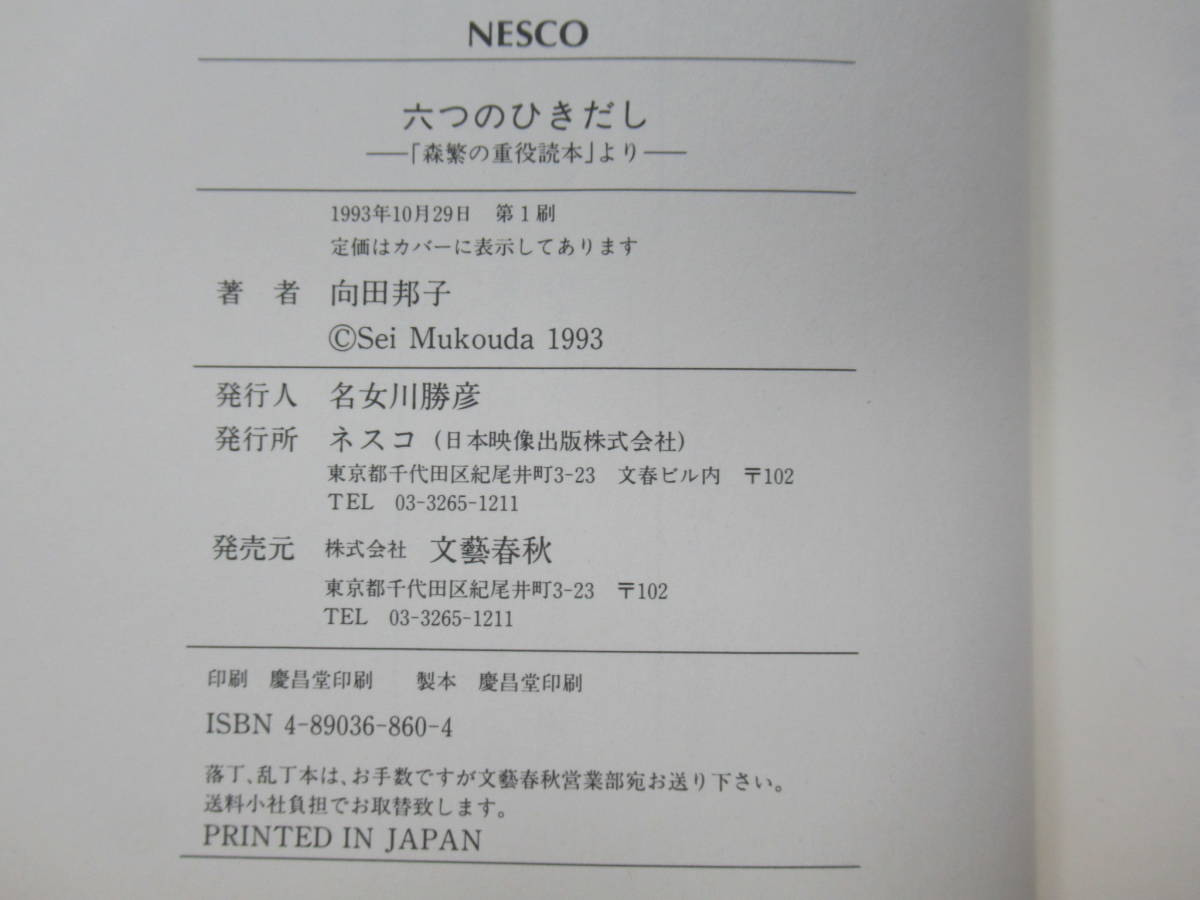 NESCO
六つのひきだし
——「森繁の重役読本」より——
1993年10月29日　第1刷
定価はカバーに表示してあります
著　者　向田邦子
©Sei Mukouda 1993
発行人　名女川勝彦
発行所　ネスコ（日本映像出版株式会社）
東京都千代田区紀尾井町3-23　文春ビル内　〒102
TEL　03-3265-1211
発売元　株式会社　文藝春秋
東京都千代田区紀尾井町3-23　〒102
TEL　03-3265-1211
印刷　慶昌堂印刷　　製本　慶昌堂印刷
ISBN 4-89036-860-4
落丁、乱丁本は、お手数ですが文藝春秋営業部宛お送り下さい。
送料小社負担でお取替致します。
PRINTED IN JAPAN